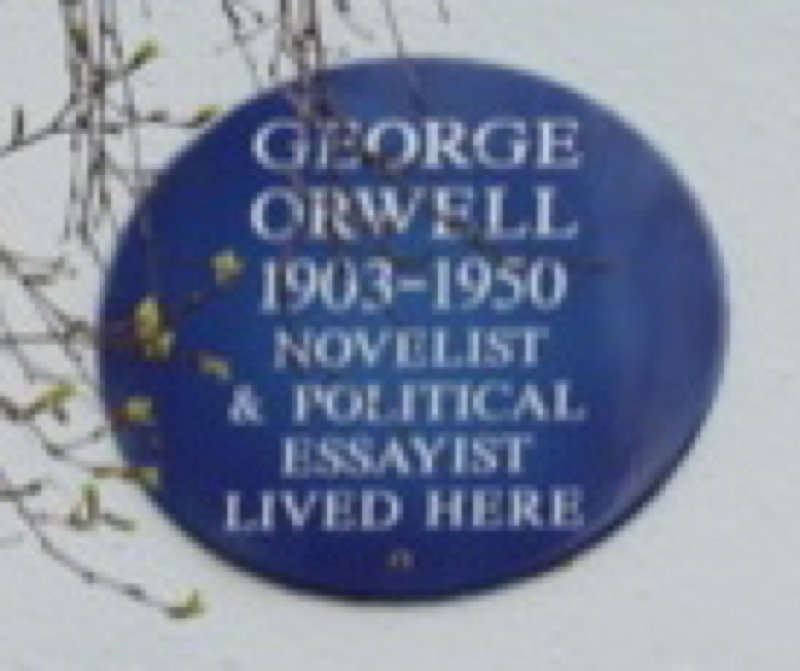 GEORGE
ORWELL
1903-1950
NOVELIST
& POLITICAL
ESSAYIST
LIVED HERE